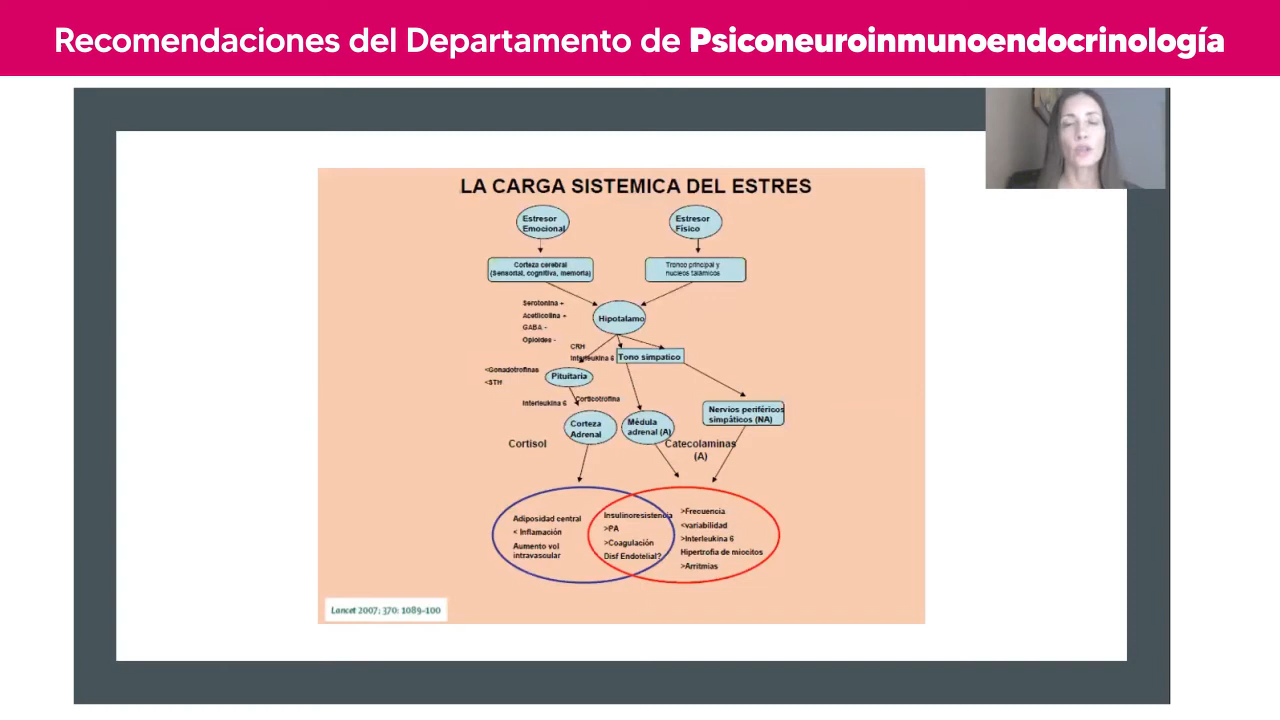 Recomendaciones del Departamento de Psiconeuroinmunoendocrinología
LA CARGA SISTEMICA DEL ESTRES
Estresor
Emocional
Estresor
Físico
Corteza cerebral
(Sensorial, cognitiva, memoria)
Tronco principal y
nucleos talámicos
Serotonina +
Acetilcolina +
GABA -
Opioides -
Hipotalamo
CRH
Interleukina 6
Tono simpatico
<Gonadotrofinas
<STH
Pituitaria
Interleukina 6
Corticotrofina
Nervios periféricos
simpáticos (NA)
Corteza
Adrenal
Médula
adrenal (A)
Cortisol
Catecolaminas
(A)
Adiposidad central
< Inflamación
Aumento vol
intravascular
Insulinoresistencia
>PA
>Coagulación
Disf Endotelial?
>Frecuencia
<variabilidad
>Interleukina 6
Hipertrofia de miocitos
>Arritmias
Lancet 2007; 370: 1089-100